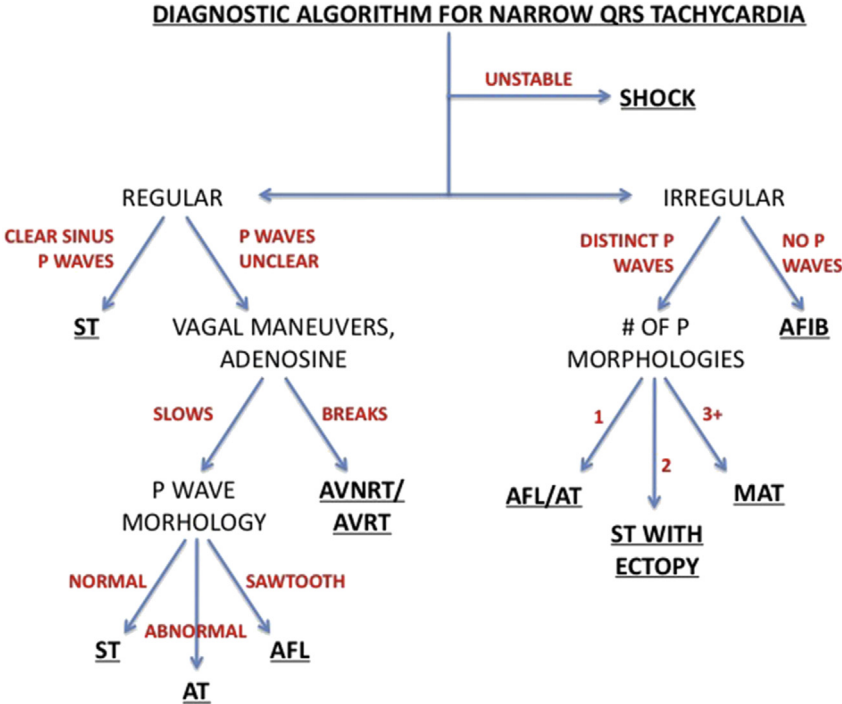 DIAGNOSTIC ALGORITHM FOR NARROW QRS TACHYCARDIA
UNSTABLE
SHOCK
REGULAR
IRREGULAR
CLEAR SINUS
P WAVES
P WAVES
UNCLEAR
DISTINCT P
WAVES
NO P
WAVES
ST
VAGAL MANEUVERS,
ADENOSINE
# OF P
MORPHOLOGIES
AFIB
SLOWS
BREAKS
1
2
3+
P WAVE
MORHOLOGY
AVNRT/
AVRT
AFL/AT
ST WITH
ECTOPY
MAT
NORMAL
ABNORMAL
SAWTOOTH
ST
AT
AFL